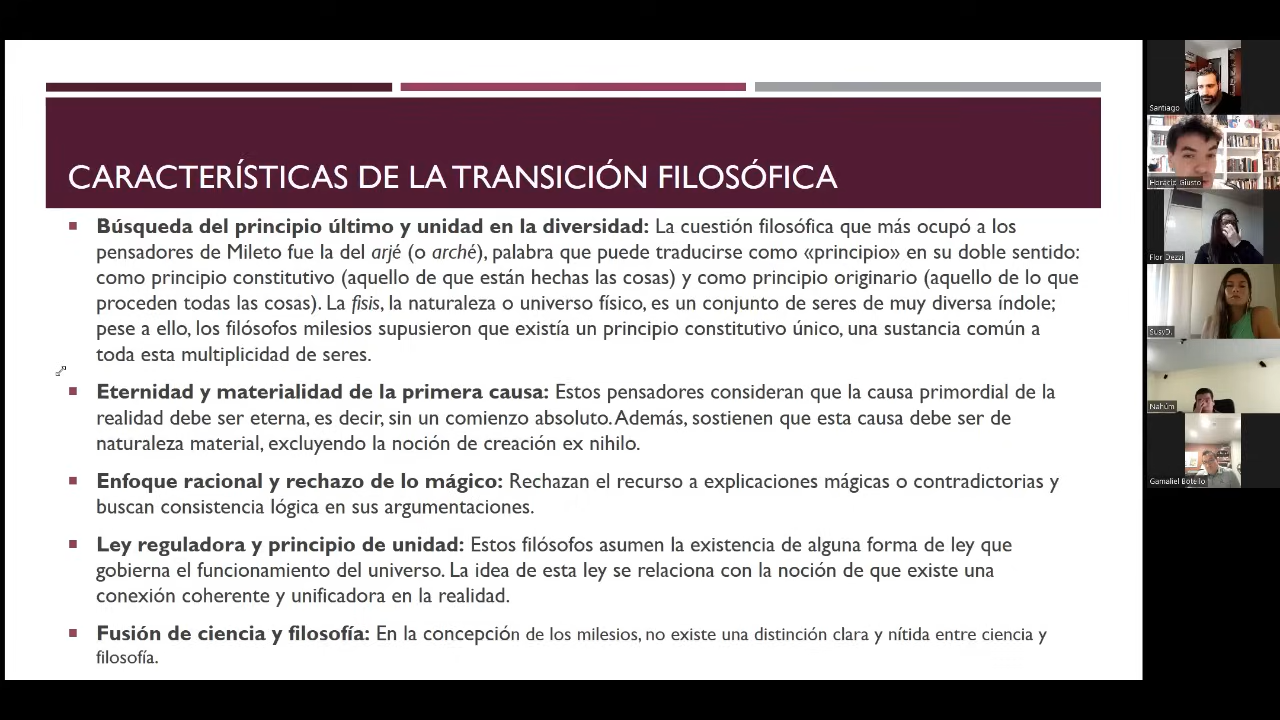 CARACTERÍSTICAS DE LA TRANSICIÓN FILOSÓFICA
Búsqueda del principio último y unidad en la diversidad: La cuestión filosófica que más ocupó a los
pensadores de Mileto fue la del arjé (o arché), palabra que puede traducirse como «principio» en su doble sentido:
como principio constitutivo (aquello de que están hechas las cosas) y como principio originario (aquello de lo que
proceden todas las cosas). La fisis, la naturaleza o universo físico, es un conjunto de seres de muy diversa índole;
pese a ello, los filósofos milesios supusieron que existía un principio constitutivo único, una sustancia común a
toda esta multiplicidad de seres.
Eternidad y materialidad de la primera causa: Estos pensadores consideran que la causa primordial de la
realidad debe ser eterna, es decir, sin un comienzo absoluto. Además, sostienen que esta causa debe ser de
naturaleza material, excluyendo la noción de creación ex nihilo.
Enfoque racional y rechazo de lo mágico: Rechazan el recurso a explicaciones mágicas o contradictorias y
buscan consistencia lógica en sus argumentaciones.
Ley reguladora y principio de unidad: Estos filósofos asumen la existencia de alguna forma de ley que
gobierna el funcionamiento del universo. La idea de esta ley se relaciona con la noción de que existe una
conexión coherente y unificadora en la realidad.
Fusión de ciencia y filosofía: En la concepción de los milesios, no existe una distinción clara y nítida entre ciencia y
filosofía.
Santiago
Horacio Giusto
Flor Dezzi
SusyD.
Nahúm
Gamaliel Botello